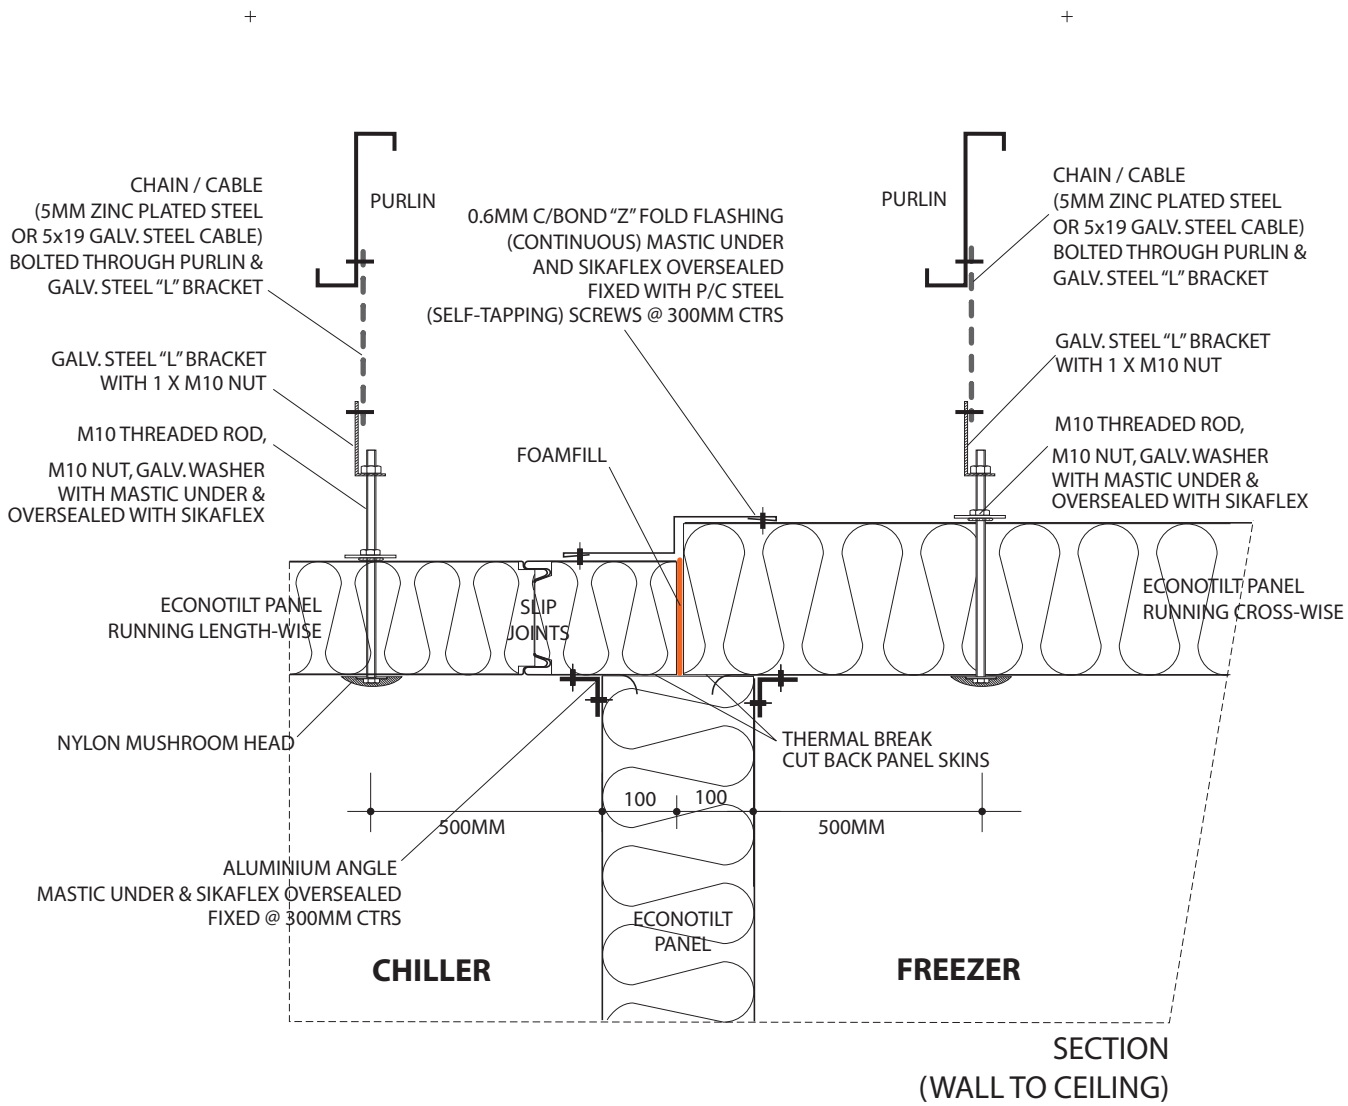 CHAIN / CABLE
(5MM ZINC PLATED STEEL
OR 5x19 GALV. STEEL CABLE)
BOLTED THROUGH PURLIN &
GALV. STEEL "L" BRACKET
PURLIN
0.6MM C/BOND "Z" FOLD FLASHING
(CONTINUOUS) MASTIC UNDER
AND SIKAFLEX OVERSEALED
FIXED WITH P/C STEEL
(SELF-TAPPING) SCREWS @ 300MM CTRS
PURLIN
CHAIN / CABLE
(5MM ZINC PLATED STEEL
OR 5x19 GALV. STEEL CABLE)
BOLTED THROUGH PURLIN &
GALV. STEEL "L" BRACKET
GALV. STEEL "L" BRACKET
WITH 1 X M10 NUT
GALV. STEEL "L" BRACKET
WITH 1 X M10 NUT
M10 THREADED ROD,
M10 NUT, GALV. WASHER
WITH MASTIC UNDER &
OVERSEALED WITH SIKAFLEX
FOAMFILL
M10 THREADED ROD,
M10 NUT, GALV. WASHER
WITH MASTIC UNDER &
OVERSEALED WITH SIKAFLEX
ECONOTILT PANEL
RUNNING LENGTH-WISE
SLIP
JOINTS
ECONOTILT PANEL
RUNNING CROSS-WISE
NYLON MUSHROOM HEAD
THERMAL BREAK
CUT BACK PANEL SKINS
100
100
500MM
500MM
ALUMINIUM ANGLE
MASTIC UNDER & SIKAFLEX OVERSEALED
FIXED @ 300MM CTRS
ECONOTILT
PANEL
CHILLER
FREEZER
SECTION
(WALL TO CEILING)